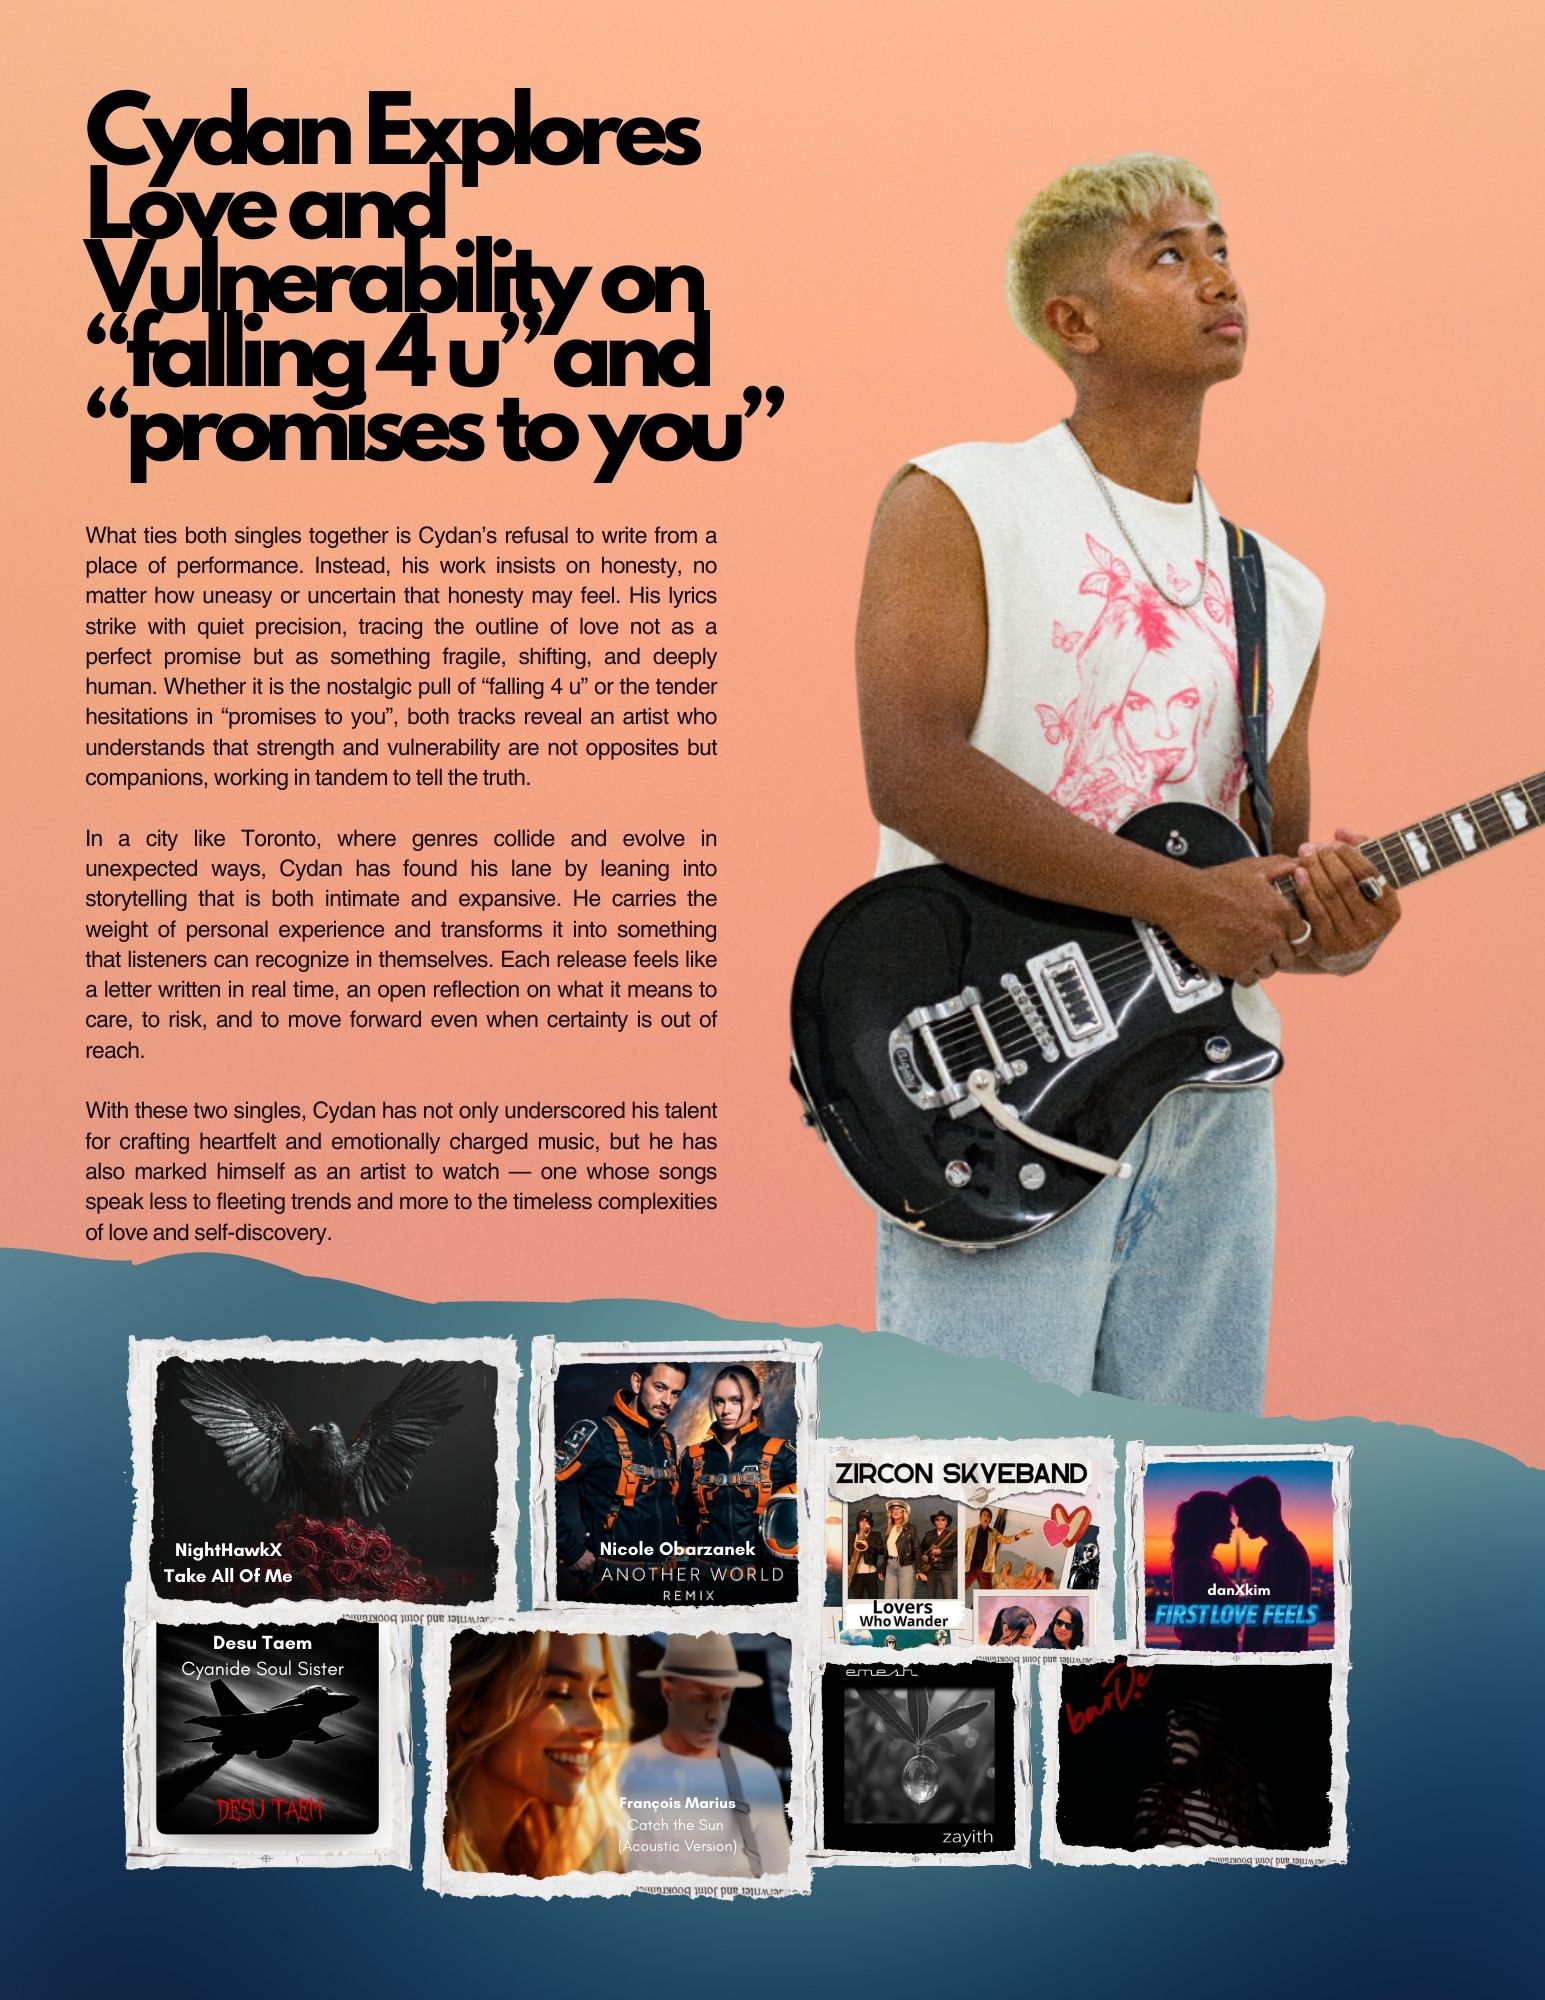 Cydan Explores
Love and
Vulnerability on
“falling 4 u” and
“promises to you”
What ties both singles together is Cydan’s refusal to write from a
place of performance. Instead, his work insists on honesty, no
matter how uneasy or uncertain that honesty may feel. His lyrics
strike with quiet precision, tracing the outline of love not as a
perfect promise but as something fragile, shifting, and deeply
human. Whether it is the nostalgic pull of “falling 4 u” or the tender
hesitations in “promises to you”, both tracks reveal an artist who
understands that strength and vulnerability are not opposites but
companions, working in tandem to tell the truth.
In a city like Toronto, where genres collide and evolve in
unexpected ways, Cydan has found his lane by leaning into
storytelling that is both intimate and expansive. He carries the
weight of personal experience and transforms it into something
that listeners can recognize in themselves. Each release feels like
a letter written in real time, an open reflection on what it means to
care, to risk, and to move forward even when certainty is out of
reach.
With these two singles, Cydan has not only underscored his talent
for crafting heartfelt and emotionally charged music, but he has
also marked himself as an artist to watch — one whose songs
speak less to fleeting trends and more to the timeless complexities
of love and self-discovery.
Page 2
NightHawkX
Take All Of Me
Nicole Obarzanek
ANOTHER WORLD
REMIX
Page 2
ZIRCON SKYEBAND
Lovers
Who Wander
danXkim
FIRST LOVE FEELS
Desu Taem
Cyanide Soul Sister
DESU TAEM
François Marius
Catch the Sun
(Acoustic Version)
emesh
zayith
barDe